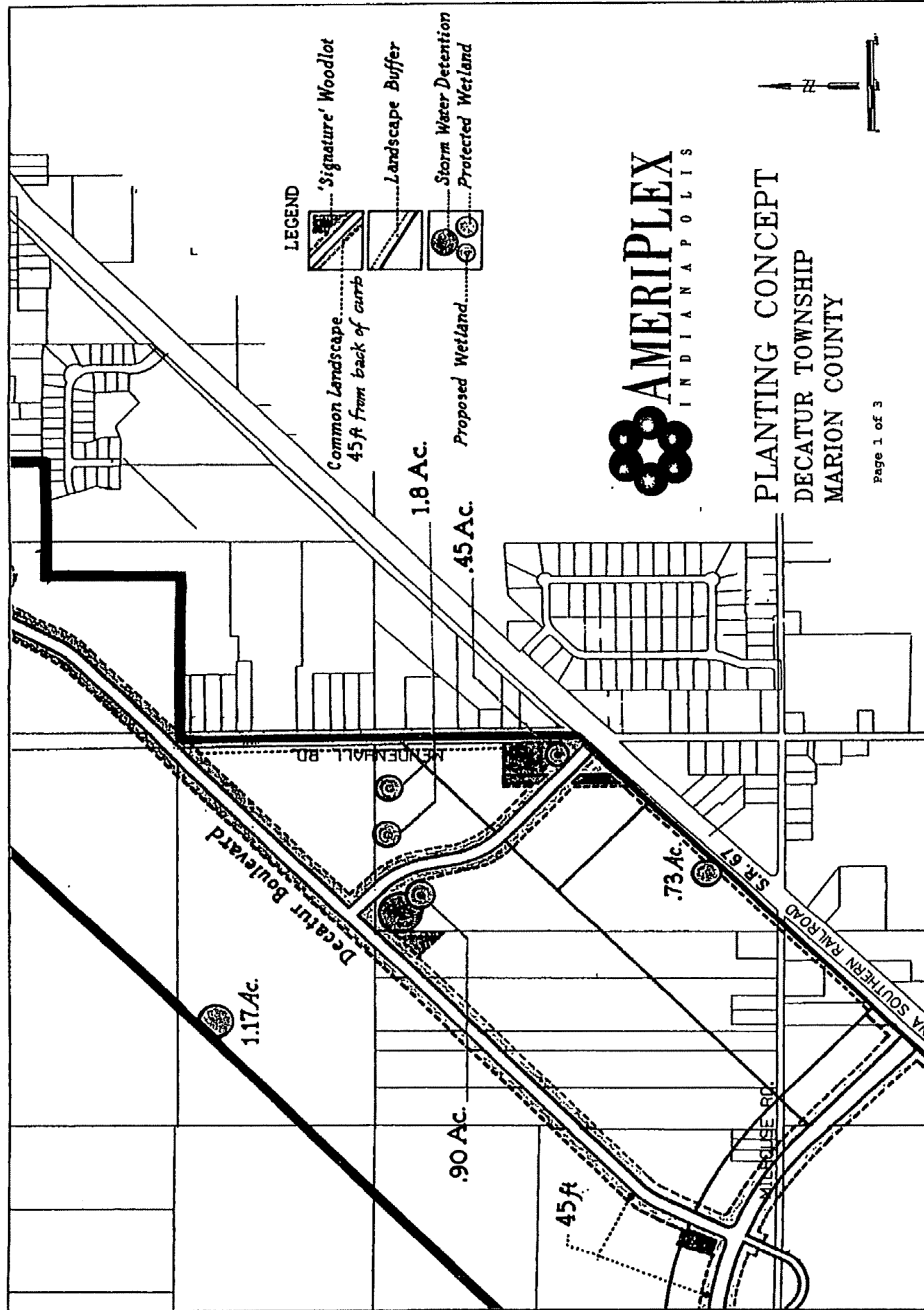 LEGEND
'Signature' Woodlot
Common Landscape
45 ft from back of curb
Landscape Buffer
Storm Water Detention
Proposed Wetland
Protected Wetland
N
AMERIPLEX
INDIANAPOLIS
PLANTING CONCEPT
DECATUR TOWNSHIP
MARION COUNTY
Page 1 of 3
1.8 Ac.
.45 Ac.
MENDENHALL RD.
Decatur Boulevard
1.17 Ac.
.90 Ac.
.73 Ac.
S.R. 67
SOUTHERN RAILROAD
45 ft
RD.